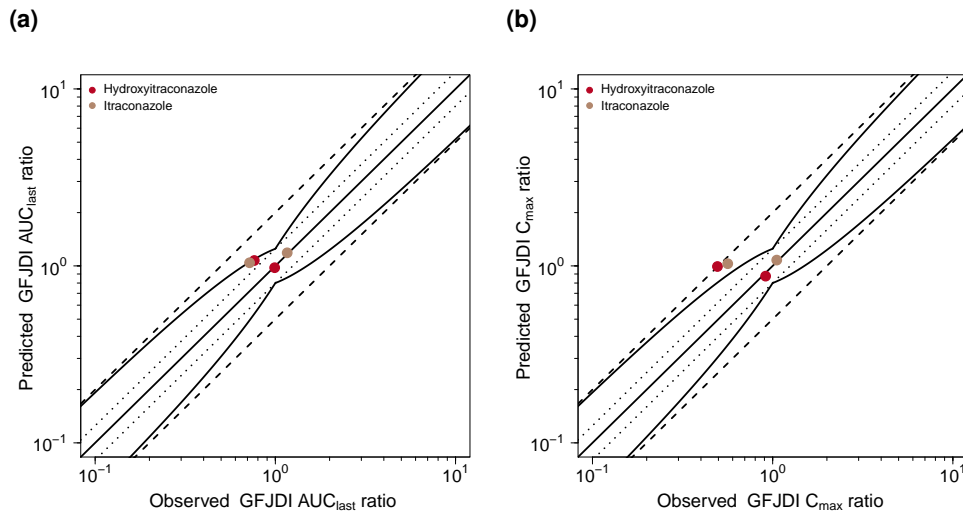 (a)
Hydroxyitraconazole
Itraconazole
10¹
10⁰
10⁻¹
Predicted GFJDI AUClast ratio
10⁻¹
10⁰
10¹
Observed GFJDI AUClast ratio
(b)
Hydroxyitraconazole
Itraconazole
10¹
10⁰
10⁻¹
Predicted GFJDI Cmax ratio
10⁻¹
10⁰
10¹
Observed GFJDI Cmax ratio